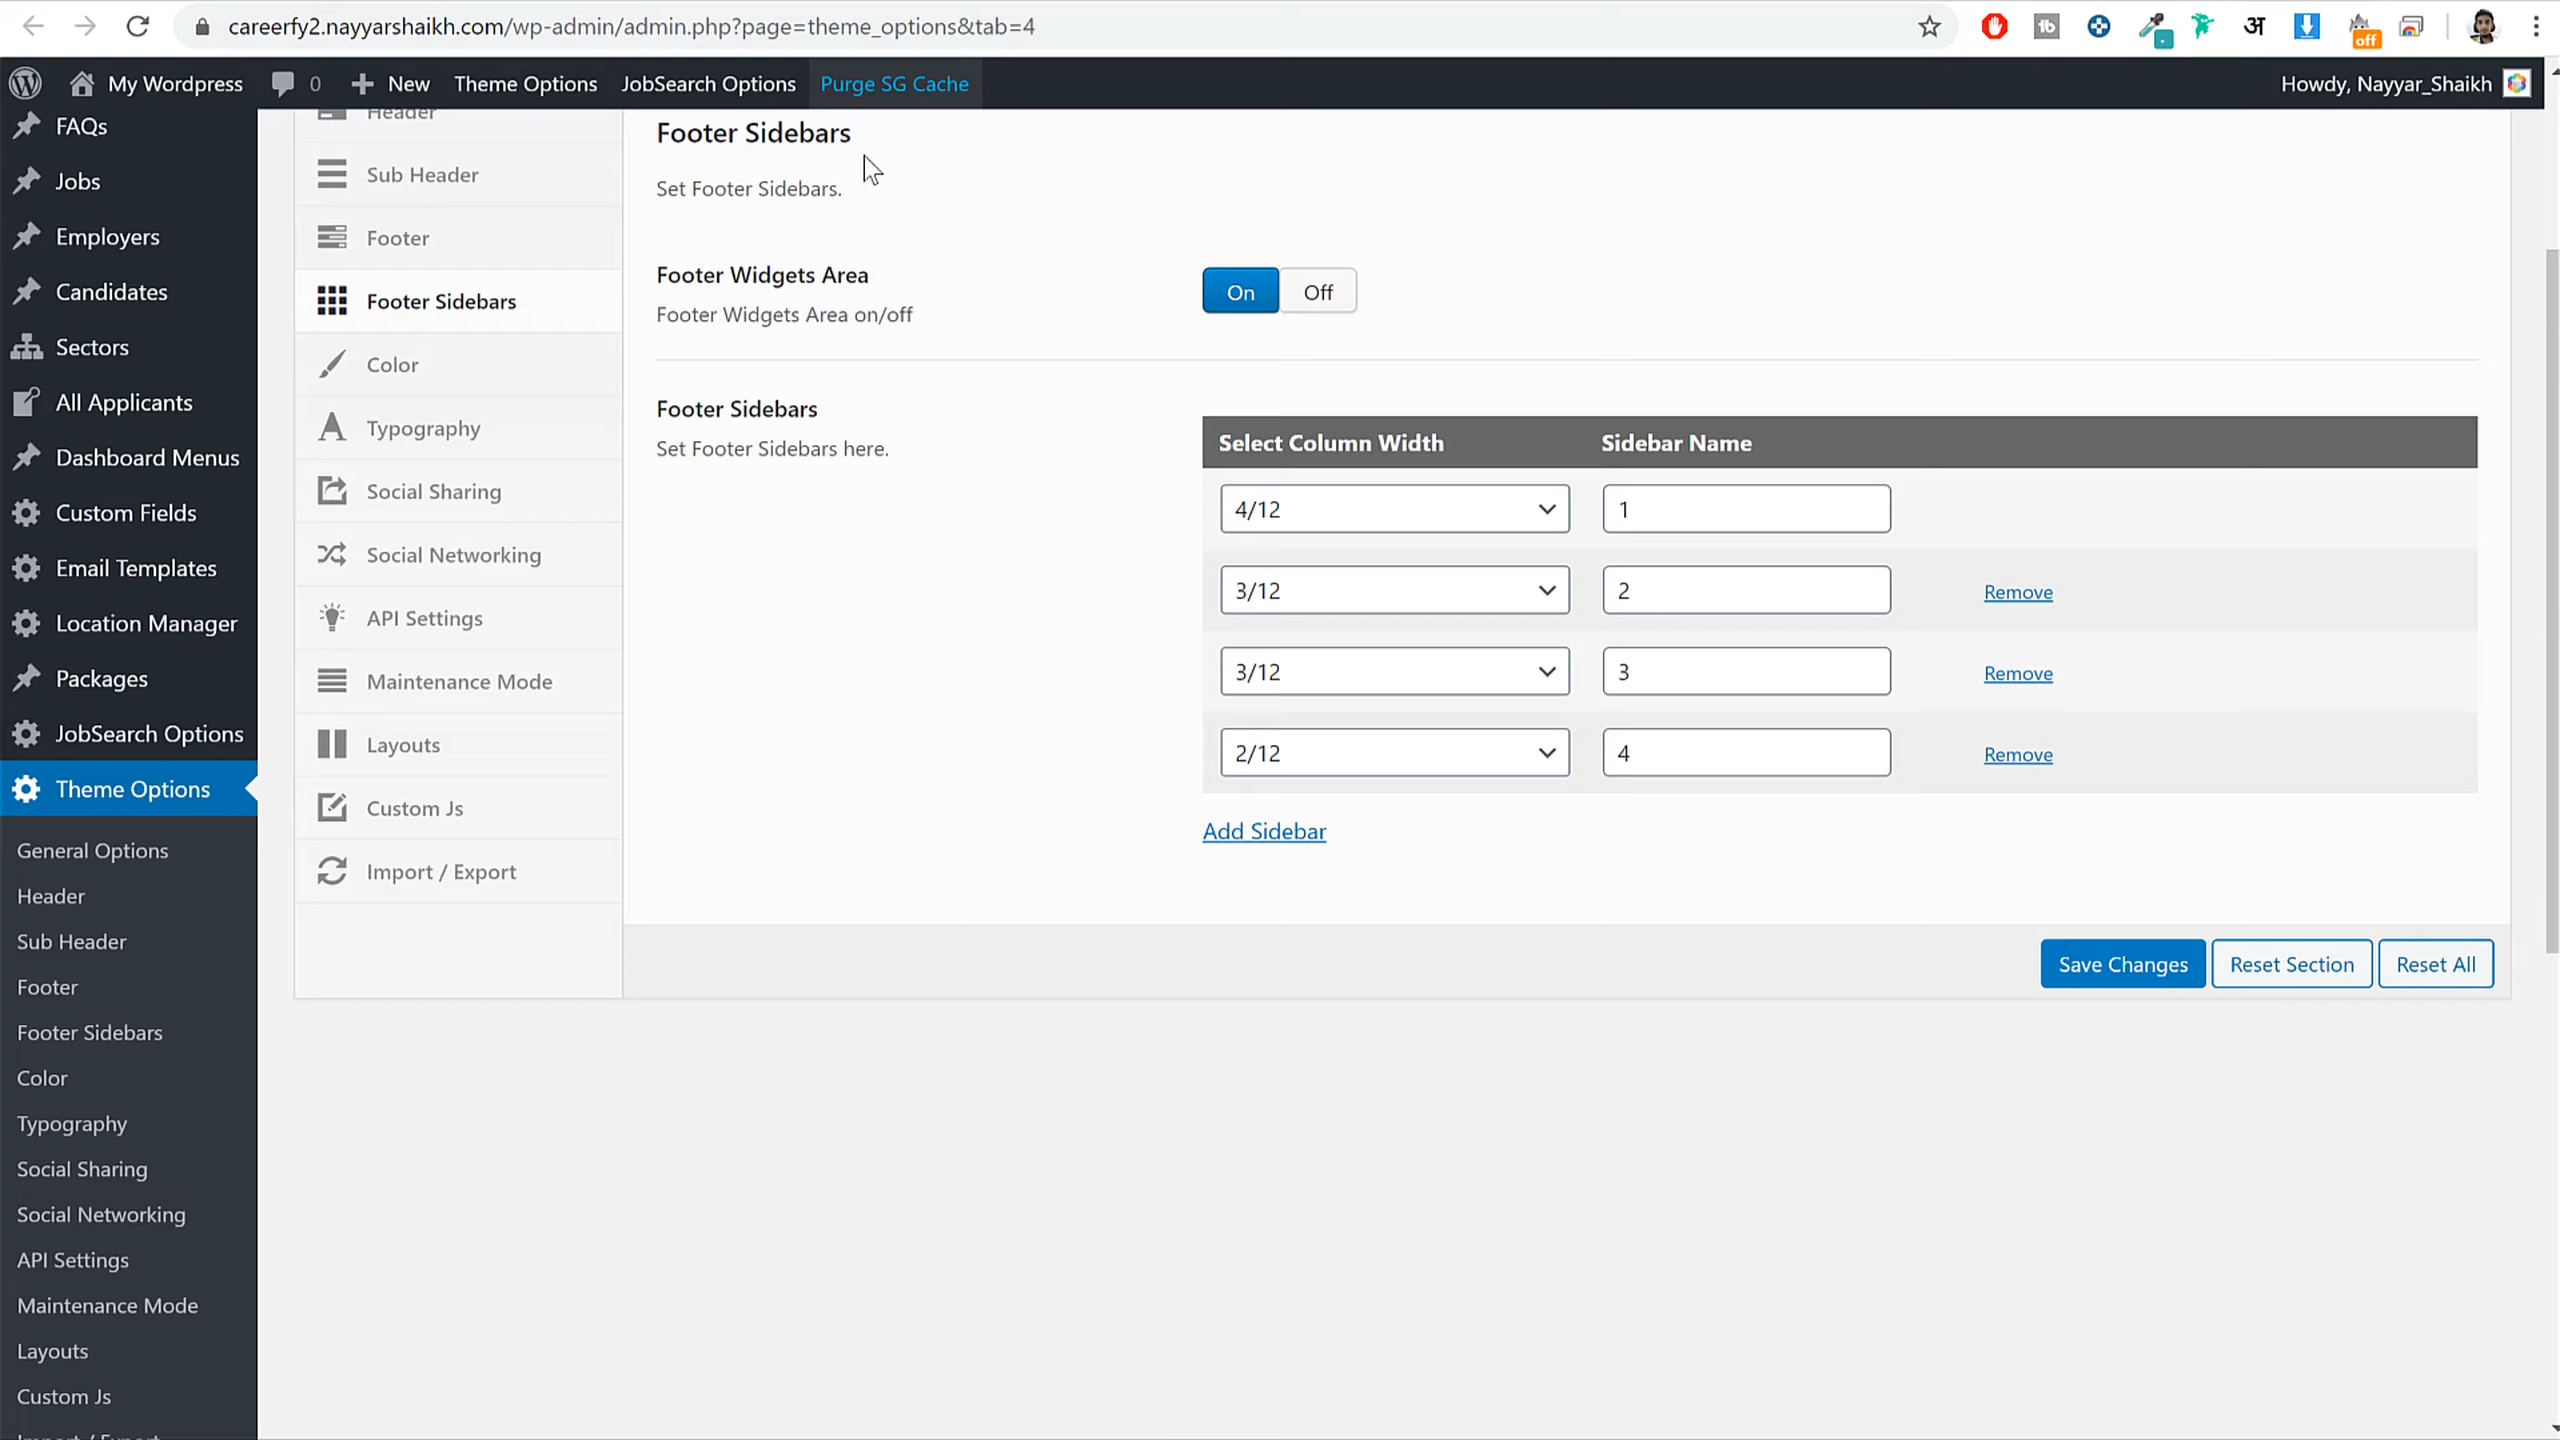 careerfy2.nayyarshaikh.com/wp-admin/admin.php?page=theme_options&tab=4
off
My Wordpress 0 New Theme Options JobSearch Options Purge SG Cache Howdy, Nayyar_Shaikh
FAQs
Jobs
Employers
Candidates
Sectors
All Applicants
Dashboard Menus
Custom Fields
Email Templates
Location Manager
Packages
JobSearch Options
Theme Options
General Options
Header
Sub Header
Footer
Footer Sidebars
Color
Typography
Social Sharing
Social Networking
API Settings
Maintenance Mode
Layouts
Custom Js
Import / Export
Header
Sub Header
Footer
Footer Sidebars
Color
Typography
Social Sharing
Social Networking
API Settings
Maintenance Mode
Layouts
Custom Js
Import / Export
Footer Sidebars
Set Footer Sidebars.
Footer Widgets Area
Footer Widgets Area on/off
On Off
Footer Sidebars
Set Footer Sidebars here.
Select Column Width Sidebar Name
4/12 1
3/12 2 Remove
3/12 3 Remove
2/12 4 Remove
Add Sidebar
Save Changes Reset Section Reset All